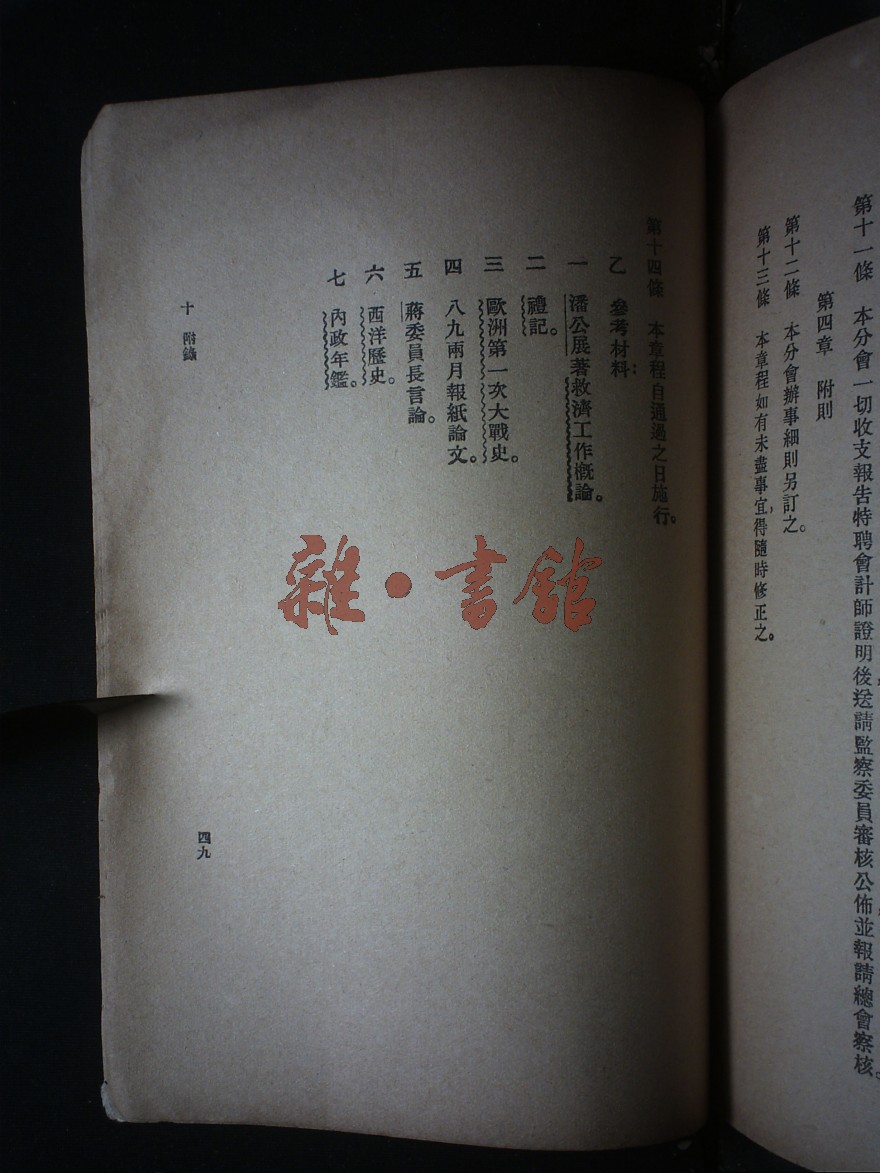 第十一條　本分會一切收支報告特聘會計師證明後送請監察委員審核公佈並報請總會察核。
第四章　附則
第十二條　本分會辦事細則另訂之。
第十三條　本章程如有未盡事宜，得隨時修正之。
第十四條　本章程自通過之日施行。
乙　參考材料：
一　潘公展著救濟工作概論。
二　禮記。
三　歐洲第一次大戰史。
四　八九兩月報紙論文。
五　蔣委員長言論。
六　西洋歷史。
七　內政年鑑。
十　附錄
四九
雜·書館